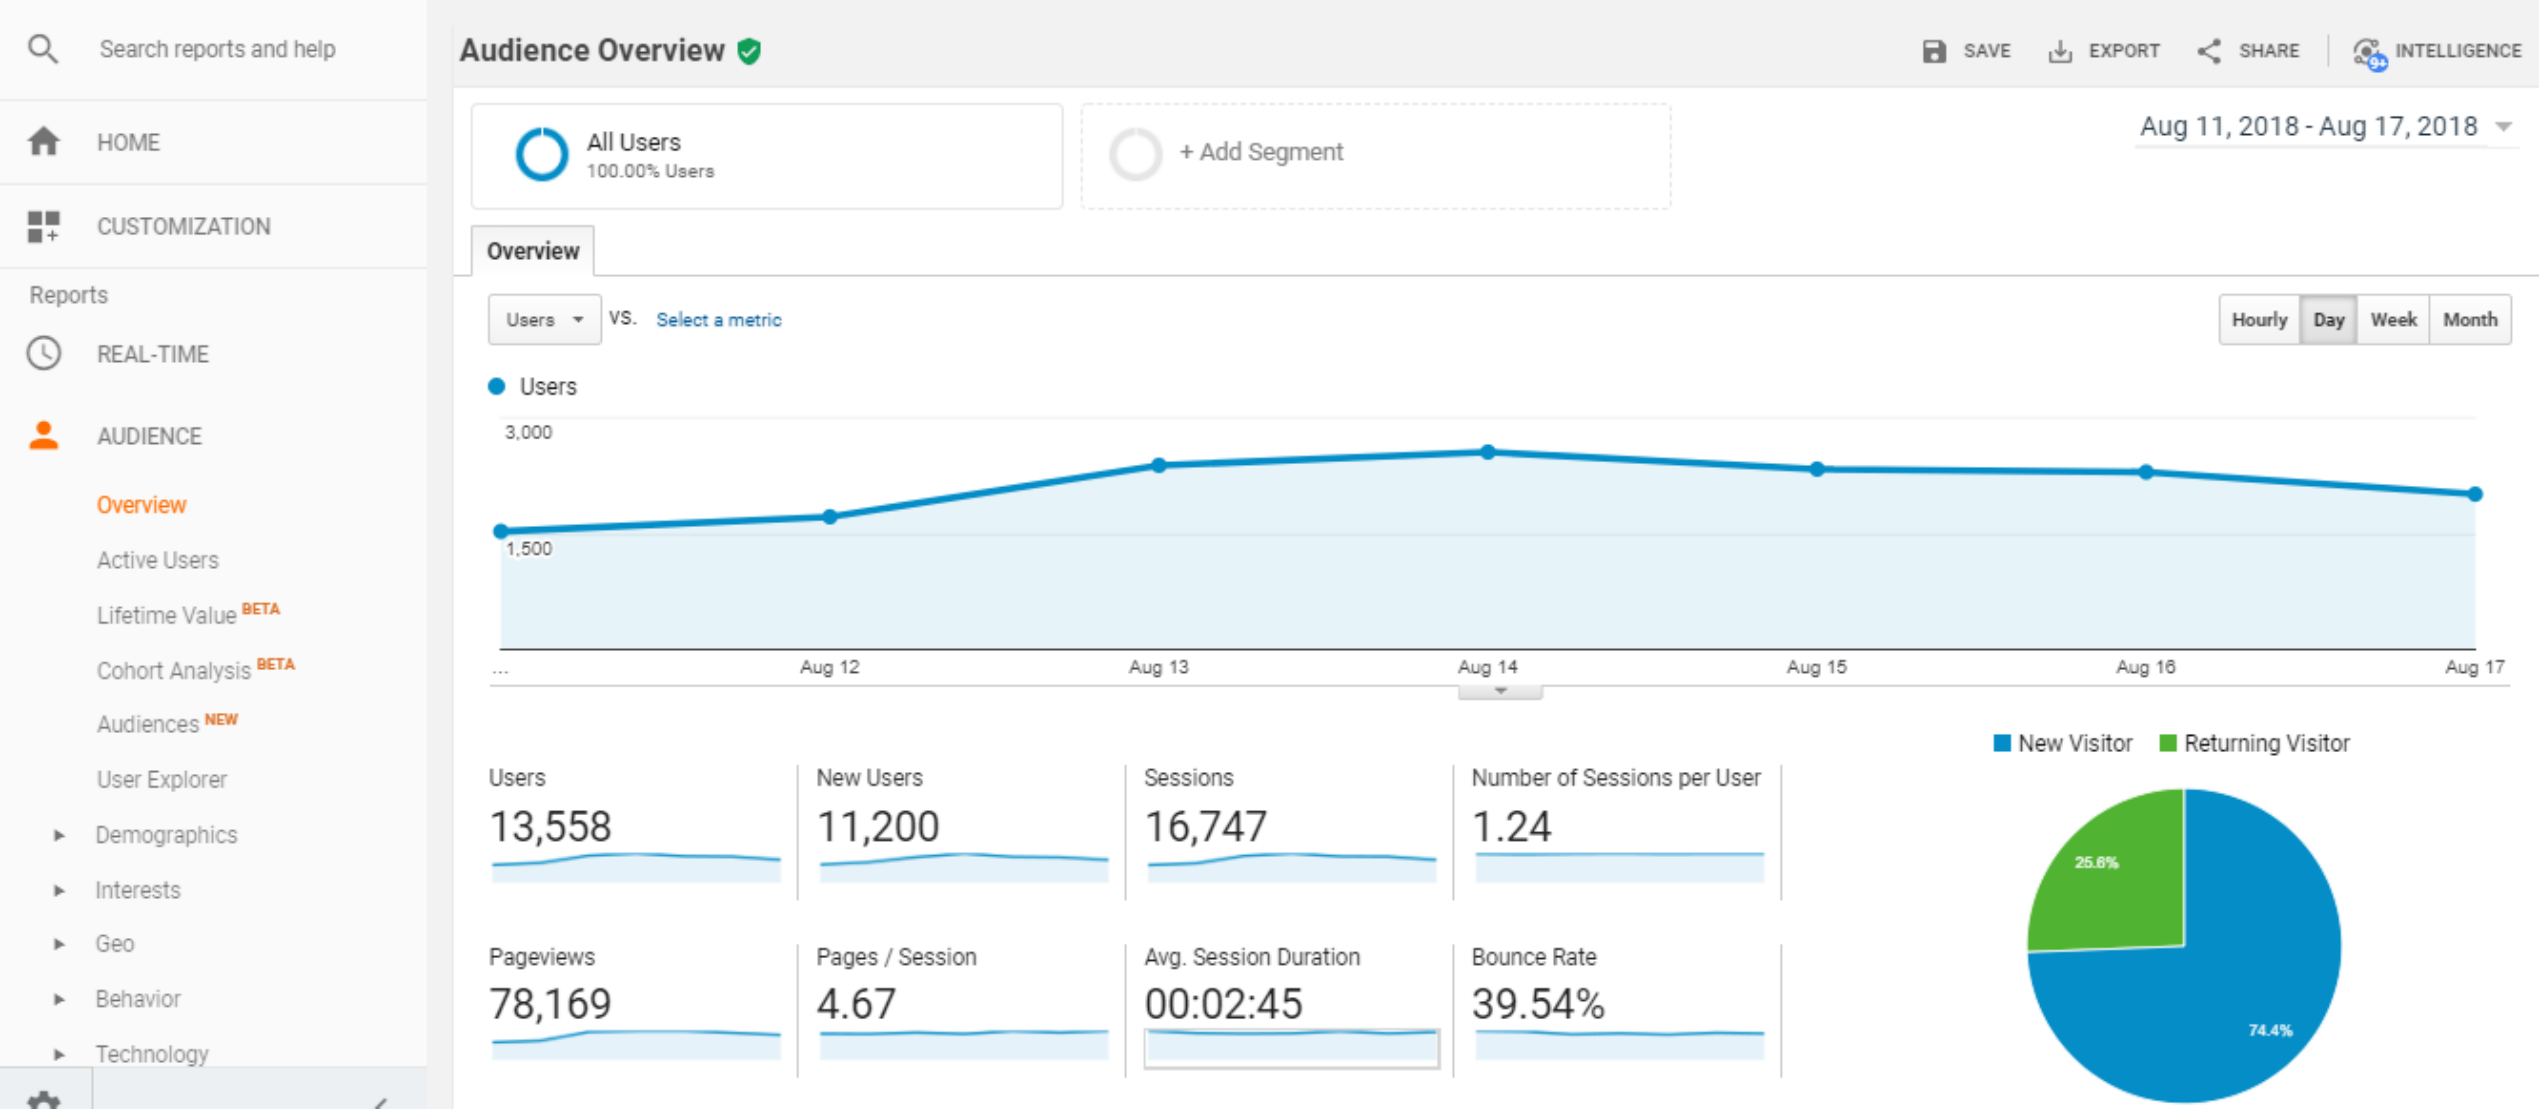 Search reports and help
HOME
CUSTOMIZATION
Reports
REAL-TIME
AUDIENCE
Overview
Active Users
Lifetime Value BETA
Cohort Analysis BETA
Audiences NEW
User Explorer
Demographics
Interests
Geo
Behavior
Technology
Audience Overview
SAVE EXPORT SHARE 9+ INTELLIGENCE
All Users
100.00% Users
+ Add Segment
Aug 11, 2018 - Aug 17, 2018
Overview
Users VS. Select a metric
Hourly Day Week Month
Users
3,000
1,500
... Aug 12 Aug 13 Aug 14 Aug 15 Aug 16 Aug 17
Users
13,558
New Users
11,200
Sessions
16,747
Number of Sessions per User
1.24
Pageviews
78,169
Pages / Session
4.67
Avg. Session Duration
00:02:45
Bounce Rate
39.54%
New Visitor Returning Visitor
25.6%
74.4%